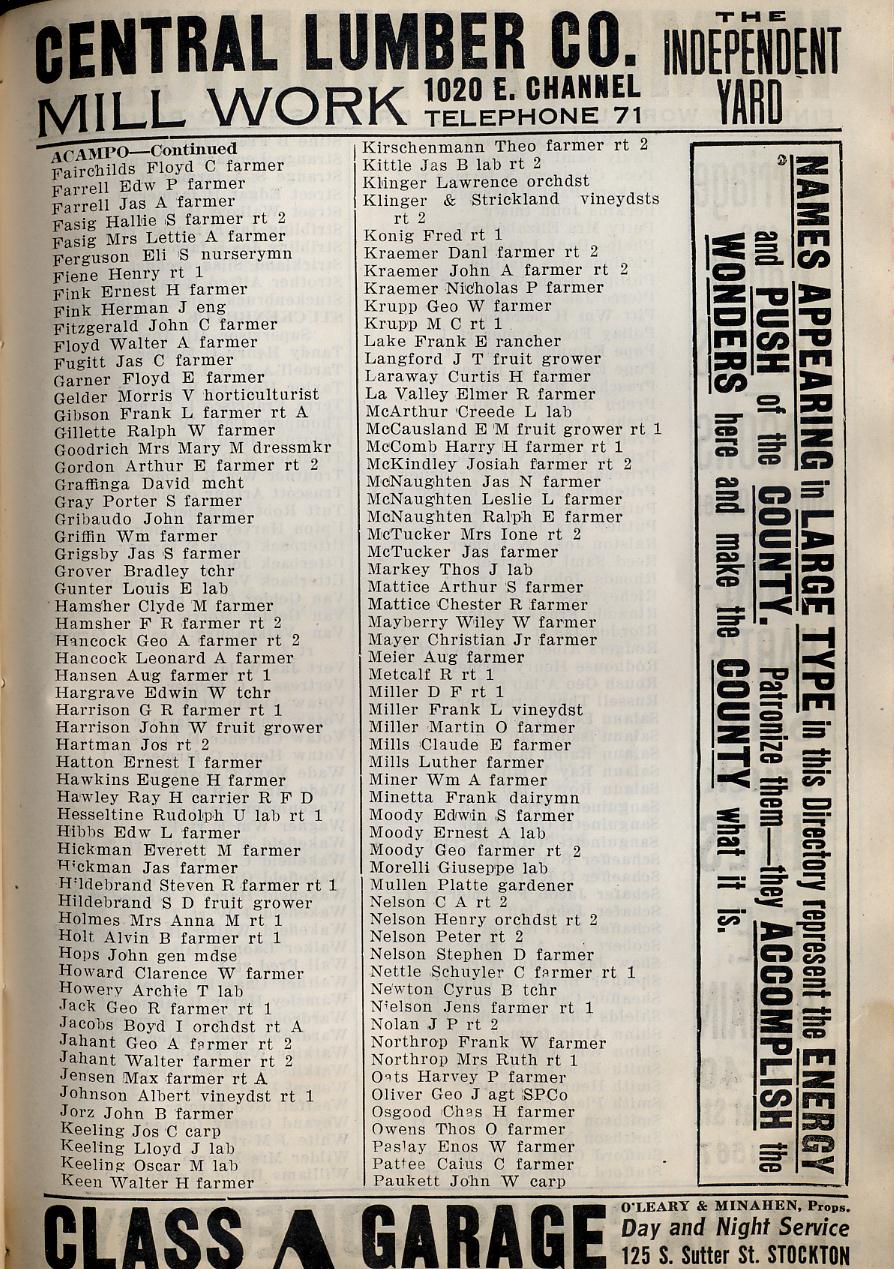 CENTRAL LUMBER CO.
MILL WORK
1020 E. CHANNEL
TELEPHONE 71
THE
INDEPENDENT
YARD
ACAMPO—Continued
Fairchilds Floyd C farmer
Farrell Edw P farmer
Farrell Jas A farmer
Fasig Hallie S farmer rt 2
Fasig Mrs Lettie A farmer
Ferguson Eli S nurserymn
Fiene Henry rt 1
Fink Ernest H farmer
Fink Herman J eng
Fitzgerald John C farmer
Floyd Walter A farmer
Fugitt Jas C farmer
Garner Floyd E farmer
Gelder Morris V horticulturist
Gibson Frank L farmer rt A
Gillette Ralph W farmer
Goodrich Mrs Mary M dressmkr
Gordon Arthur E farmer rt 2
Graffinga David mcht
Gray Porter S farmer
Gribaudo John farmer
Griffin Wm farmer
Grigsby Jas S farmer
Grover Bradley tchr
Gunter Louis E lab
Hamsher Clyde M farmer
Hamsher F R farmer rt 2
Hancock Geo A farmer rt 2
Hancock Leonard A farmer
Hansen Aug farmer rt 1
Hargrave Edwin W tchr
Harrison G R farmer rt 1
Harrison John W fruit grower
Hartman Jos rt 2
Hatton Ernest I farmer
Hawkins Eugene H farmer
Hawley Ray H carrier R F D
Hesseltine Rudolph U lab rt 1
Hibbs Edw L farmer
Hickman Everett M farmer
Hickman Jas farmer
Hildebrand Steven R farmer rt 1
Hildebrand S D fruit grower
Holmes Mrs Anna M rt 1
Holt Alvin B farmer rt 1
Hops John gen mdse
Howard Clarence W farmer
Howery Archie T lab
Jack Geo R farmer rt 1
Jacobs Boyd I orchdst rt A
Jahant Geo A farmer rt 2
Jahant Walter farmer rt 2
Jensen Max farmer rt A
Johnson Albert vineydst rt 1
Jorz John B farmer
Keeling Jos C carp
Keeling Lloyd J lab
Keeling Oscar M lab
Keen Walter H farmer
Kirschenmann Theo farmer rt 2
Kittle Jas B lab rt 2
Klinger Lawrence orchdst
Klinger & Strickland vineydsts
rt 2
Konig Fred rt 1
Kraemer Danl farmer rt 2
Kraemer John A farmer rt 2
Kraemer Nicholas P farmer
Krupp Geo W farmer
Krupp M C rt 1
Lake Frank E rancher
Langford J T fruit grower
Laraway Curtis H farmer
La Valley Elmer R farmer
McArthur Creede L lab
McCausland E M fruit grower rt 1
McComb Harry H farmer rt 1
McKindley Josiah farmer rt 2
McNaughten Jas N farmer
McNaughten Leslie L farmer
McNaughten Ralph E farmer
McTucker Mrs Ione rt 2
McTucker Jas farmer
Markey Thos J lab
Mattice Arthur S farmer
Mattice Chester R farmer
Mayberry Wiley W farmer
Mayer Christian Jr farmer
Meier Aug farmer
Metcalf R rt 1
Miller D F rt 1
Miller Frank L vineydst
Miller Martin O farmer
Mills Claude E farmer
Mills Luther farmer
Miner Wm A farmer
Minetta Frank dairymn
Moody Edwin S farmer
Moody Ernest A lab
Moody Geo farmer rt 2
Morelli Giuseppe lab
Mullen Platte gardener
Nelson C A rt 2
Nelson Henry orchdst rt 2
Nelson Peter rt 2
Nelson Stephen D farmer
Nettle Schuyler C farmer rt 1
Newton Cyrus B tchr
Nielson Jens farmer rt 1
Nolan J P rt 2
Northrop Frank W farmer
Northrop Mrs Ruth rt 1
Oats Harvey P farmer
Oliver Geo J agt SPCo
Osgood Chas H farmer
Owens Thos O farmer
Paslay Enos W farmer
Pattee Caius C farmer
Paukett John W carp
NAMES APPEARING in LARGE TYPE in this Directory represent the ENERGY
and PUSH of the COUNTY. Patronize them—they ACCOMPLISH the
WONDERS here and make the COUNTY what it is.
CLASS A GARAGE
O'LEARY & MINAHEN, Props.
Day and Night Service
125 S. Sutter St. STOCKTON